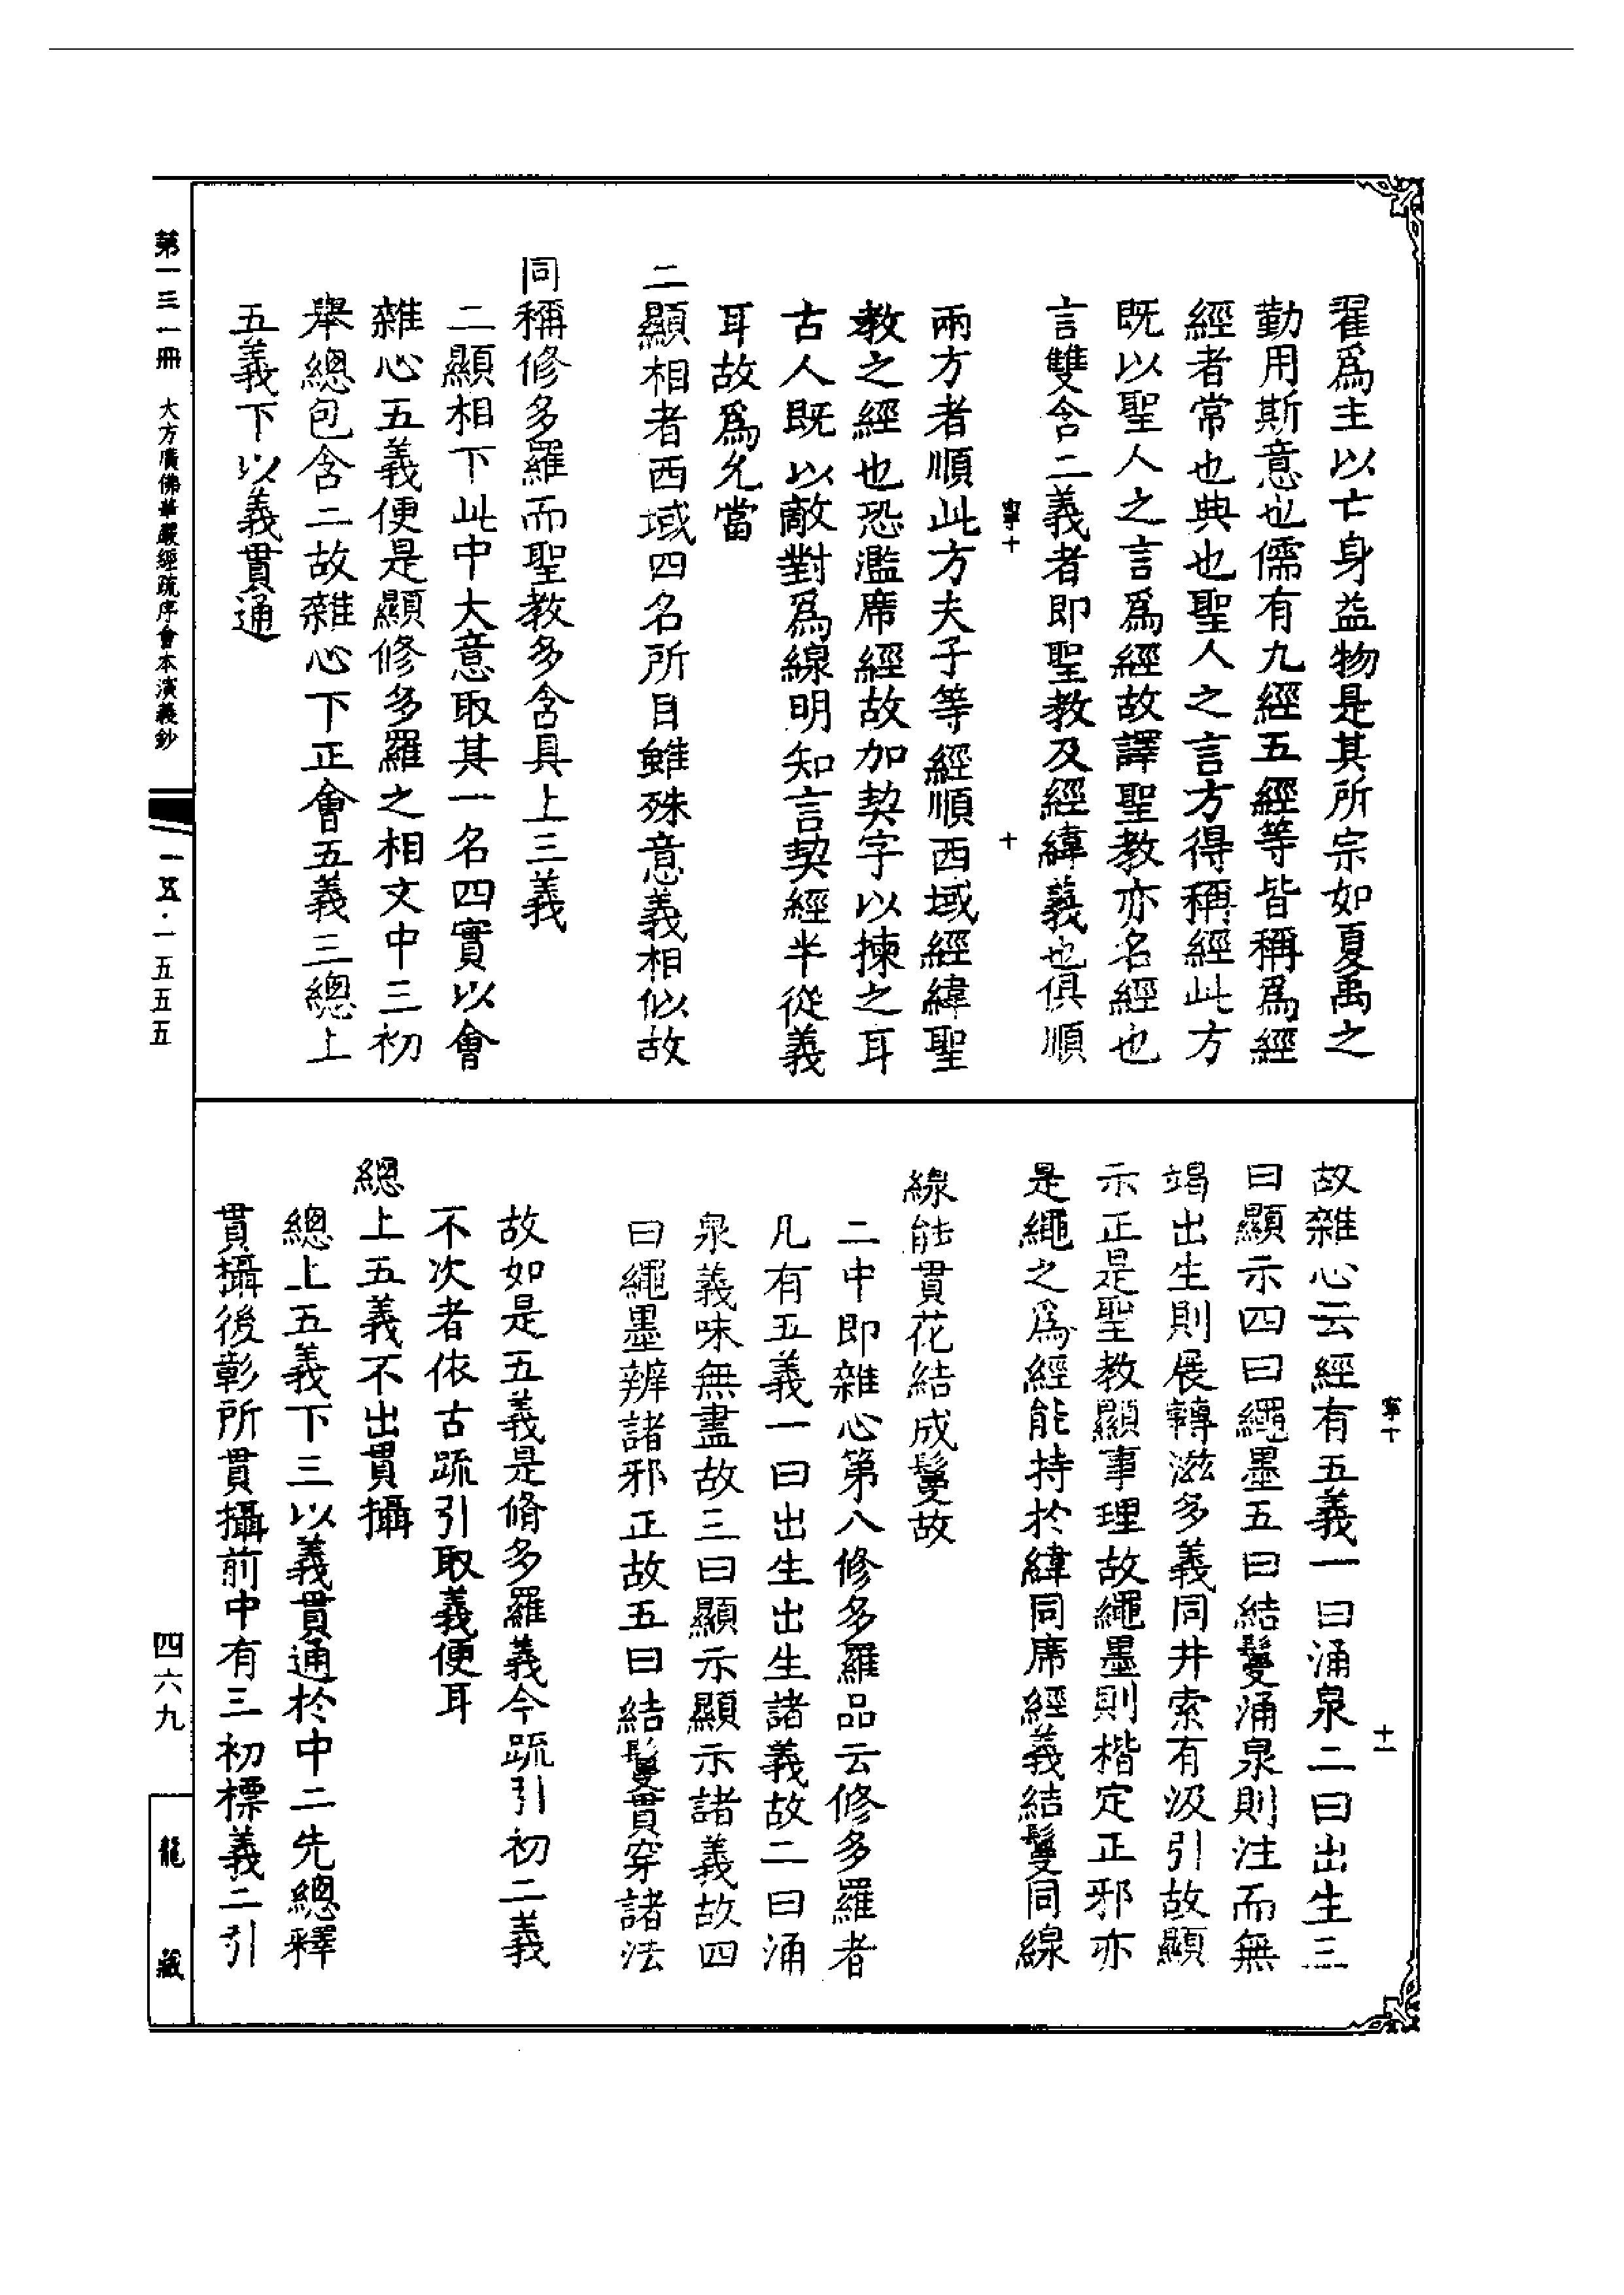 翟為主以亡身益物是其所宗如夏禹之
勤用斯意也儒有九經五經等皆稱為經
經者常也典也聖人之言方得稱經此方
既以聖人之言為經故譯聖教亦名經也
言雙含二義者即聖教及經緯義也俱順
寧十
十
兩方者順此方夫子等經順西域經緯聖
教之經也恐濫席經故加契字以揀之耳
古人既以敵對為線明知言契經半從義
耳故為允當
二顯相者西域四名所目雖殊意義相似故
同稱修多羅而聖教多含具上三義
二顯相下此中大意取其一名四實以會
雜心五義便是顯修多羅之相文中三初
舉總包含二故雜心下正會五義三總上
五義下以義貫通
寧十
十一
故雜心云經有五義一曰涌泉二曰出生三
曰顯示四曰繩墨五曰結鬘涌泉則注而無
竭出生則展轉滋多義同井索有汲引故顯
示正是聖教顯事理故繩墨則楷定正邪亦
是繩之為經能持於緯同席經義結鬘同線
線能貫花結成鬘故
二中即雜心第八修多羅品云修多羅者
凡有五義一曰出生出生諸義故二曰涌
泉義味無盡故三曰顯示顯示諸義故四
曰繩墨辨諸邪正故五曰結鬘貫穿諸法
故如是五義是脩多羅義今疏引初二義
不次者依古疏引取義便耳
總上五義不出貫攝
總上五義下三以義貫通於中二先總釋
貫攝後彰所貫攝前中有三初標義二引
第一三一冊 大方廣佛華嚴經疏序會本演義鈔
一五·一五五五
四六九
龍藏